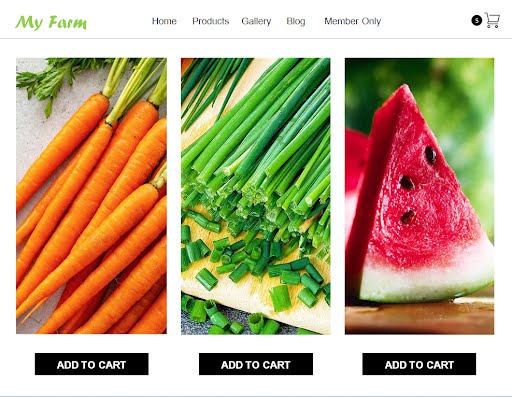 My Farm
Home Products Gallery Blog Member Only
5
ADD TO CART
ADD TO CART
ADD TO CART